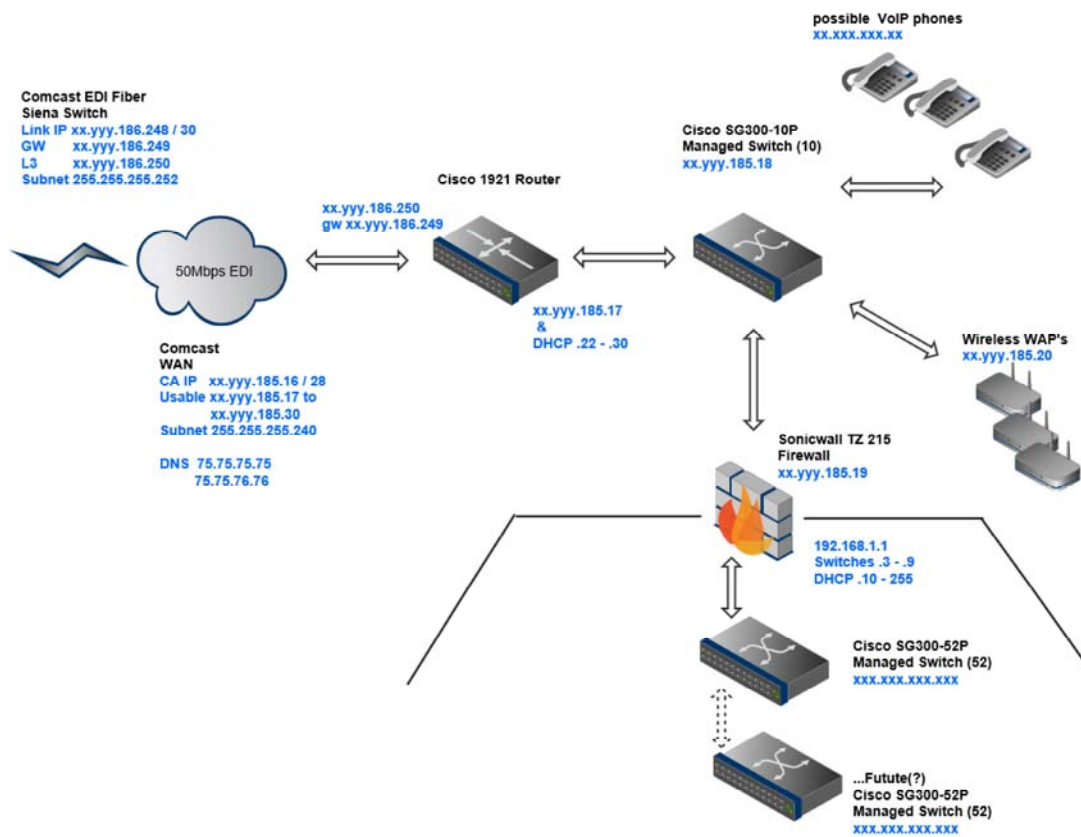 possible VoIP phones
xx.xxx.xxx.xx
Comcast EDI Fiber
Siena Switch
Link IP xx.yyy.186.248 / 30
GW xx.yyy.186.249
L3 xx.yyy.186.250
Subnet 255.255.255.252
Cisco SG300-10P
Managed Switch (10)
xx.yyy.185.18
Cisco 1921 Router
xx.yyy.186.250
gw xx.yyy.186.249
50Mbps EDI
xx.yyy.185.17
&
DHCP .22 - .30
Wireless WAP's
xx.yyy.185.20
Comcast
WAN
CA IP xx.yyy.185.16 / 28
Usable xx.yyy.185.17 to
xx.yyy.185.30
Subnet 255.255.255.240
DNS 75.75.75.75
75.75.76.76
Sonicwall TZ 215
Firewall
xx.yyy.185.19
192.168.1.1
Switches .3 - .9
DHCP .10 - 255
Cisco SG300-52P
Managed Switch (52)
xxx.xxx.xxx.xxx
...Futute(?)
Cisco SG300-52P
Managed Switch (52)
xxx.xxx.xxx.xxx